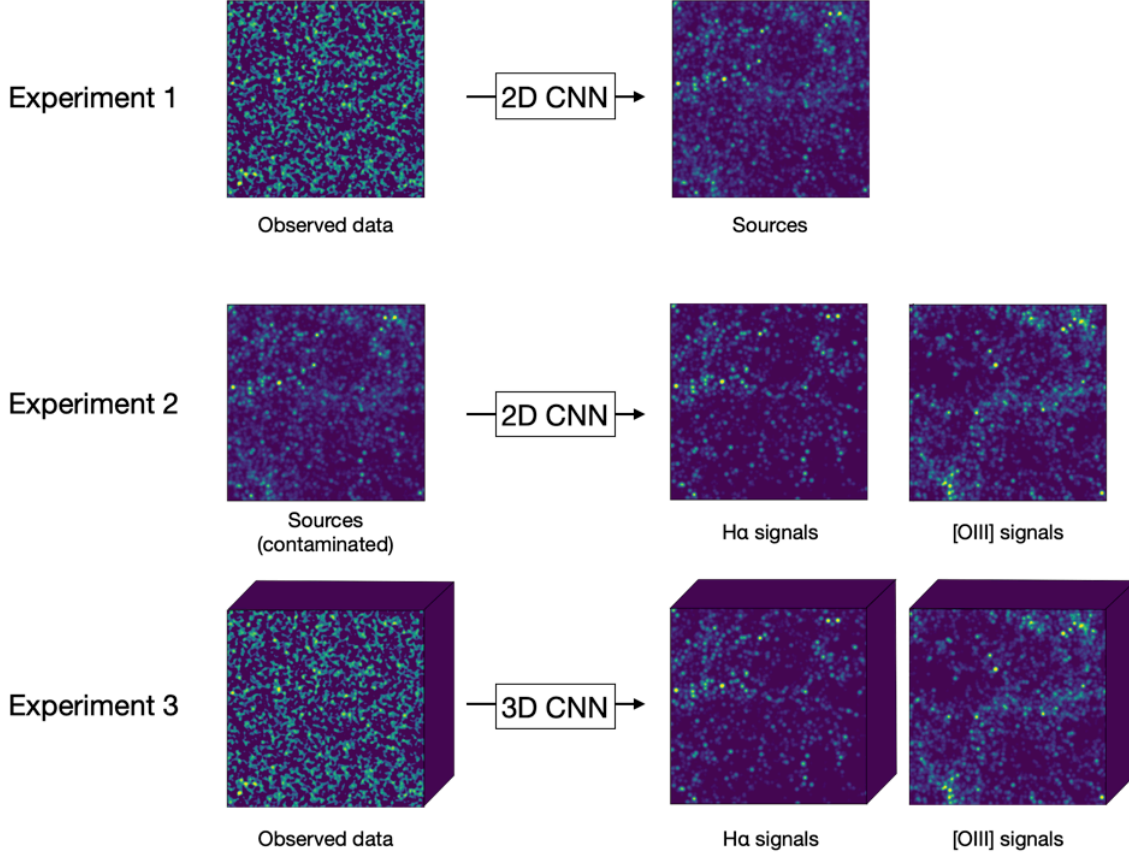 Experiment 1
2D CNN
Observed data
Sources
Experiment 2
2D CNN
Sources
(contaminated)
Hα signals
[OIII] signals
Experiment 3
3D CNN
Observed data
Hα signals
[OIII] signals